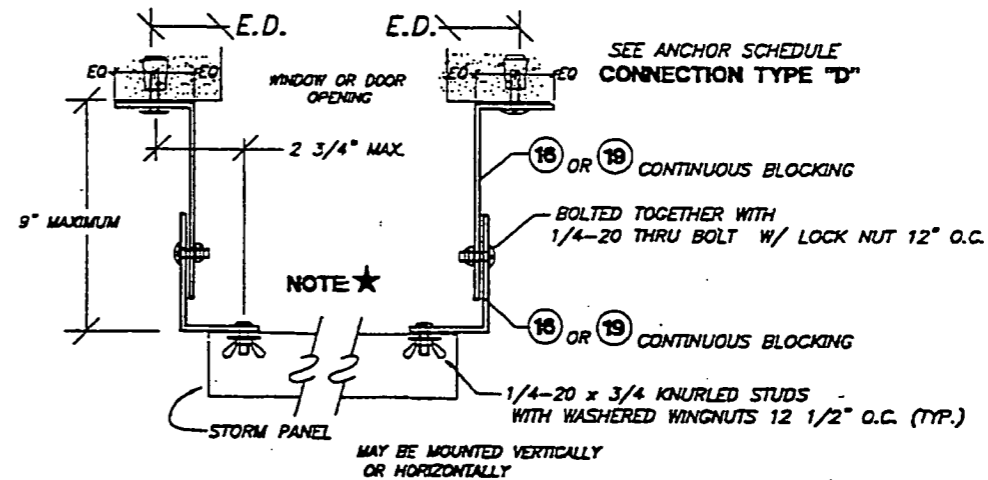 E.D.
E.D.
SEE ANCHOR SCHEDULE
CONNECTION TYPE "D"
EQ
EQ
WINDOW OR DOOR
OPENING
EQ
EQ
2 3/4" MAX.
16 OR 19 CONTINUOUS BLOCKING
9" MAXIMUM
BOLTED TOGETHER WITH
1/4-20 THRU BOLT W/ LOCK NUT 12" O.C.
NOTE ★
16 OR 19 CONTINUOUS BLOCKING
1/4-20 x 3/4 KNURLED STUDS
WITH WASHERED WINGNUTS 12 1/2" O.C. (TYP.)
STORM PANEL
MAY BE MOUNTED VERTICALLY
OR HORIZONTALLY